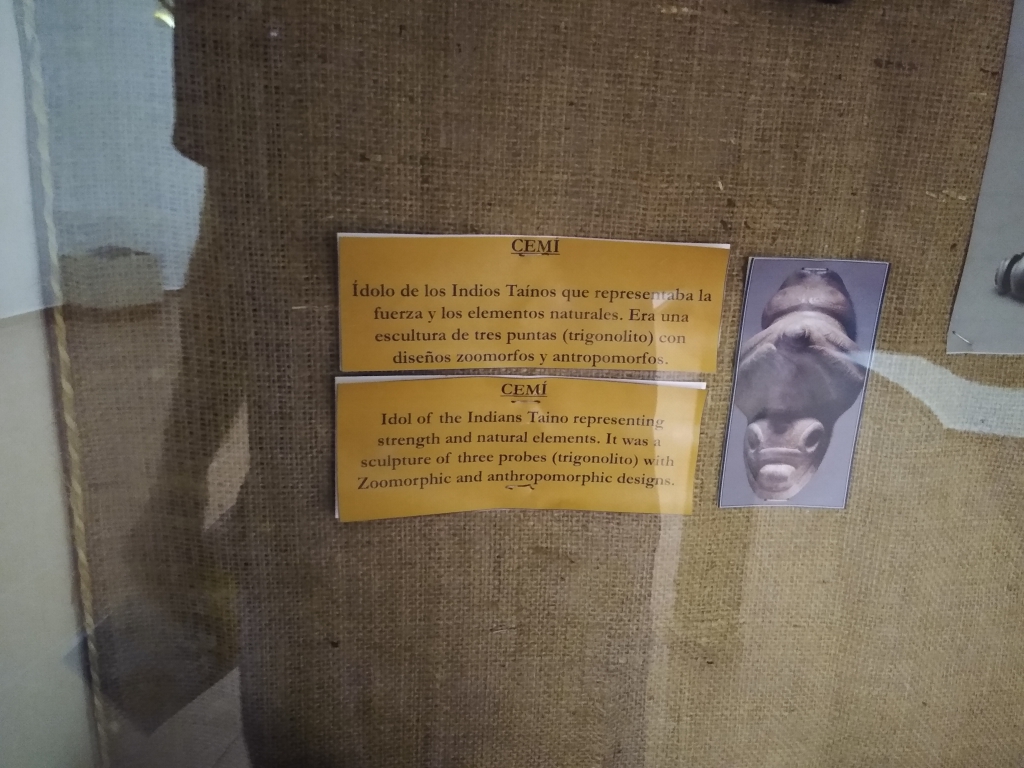 CEMÍ
Ídolo de los Indios Taínos que representaba la
fuerza y los elementos naturales. Era una
escultura de tres puntas (trigonolito) con
diseños zoomorfos y antropomorfos.
CEMÍ
Idol of the Indians Taino representing
strength and natural elements. It was a
sculpture of three probes (trigonolito) with
Zoomorphic and anthropomorphic designs.